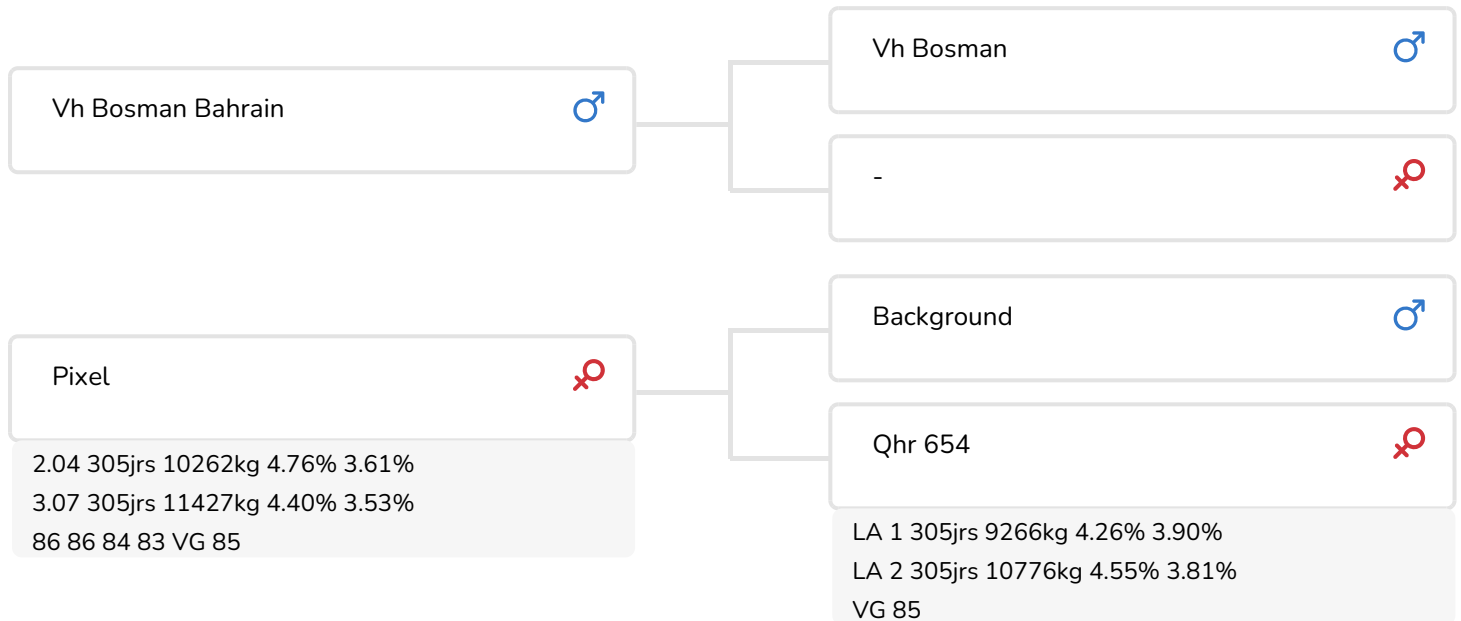 Vh Bosman
Vh Bosman Bahrain
-
Background
Pixel
Qhr 654
2.04 305jrs 10262kg 4.76% 3.61%
3.07 305jrs 11427kg 4.40% 3.53%
86 86 84 83 VG 85
LA 1 305jrs 9266kg 4.26% 3.90%
LA 2 305jrs 10776kg 4.55% 3.81%
VG 85